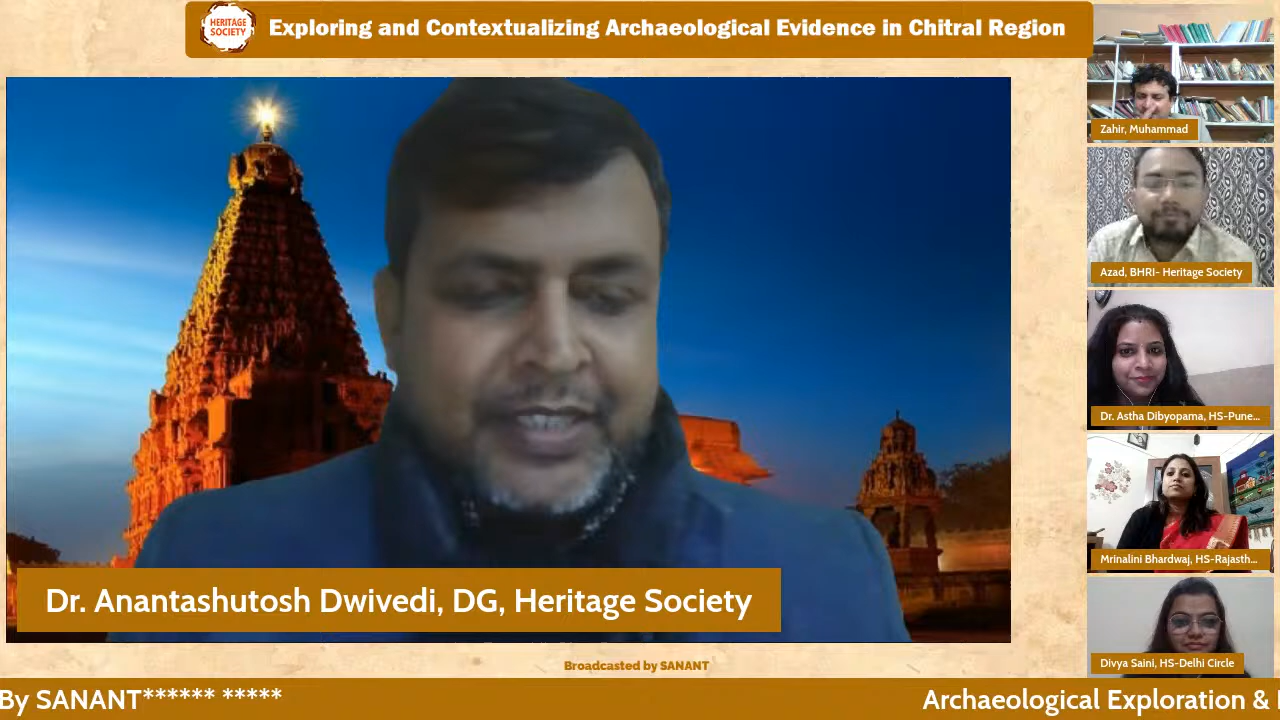 HERITAGE
SOCIETY
Exploring and Contextualizing Archaeological Evidence in Chitral Region
Zahir, Muhammad
Azad, BHRI- Heritage Society
Dr. Astha Dibyopama, HS-Pune...
Mrinalini Bhardwaj, HS-Rajasth...
Divya Saini, HS-Delhi Circle
Dr. Anantashutosh Dwivedi, DG, Heritage Society
Broadcasted by SANANT
By SANANT****** ***** Archaeological Exploration &